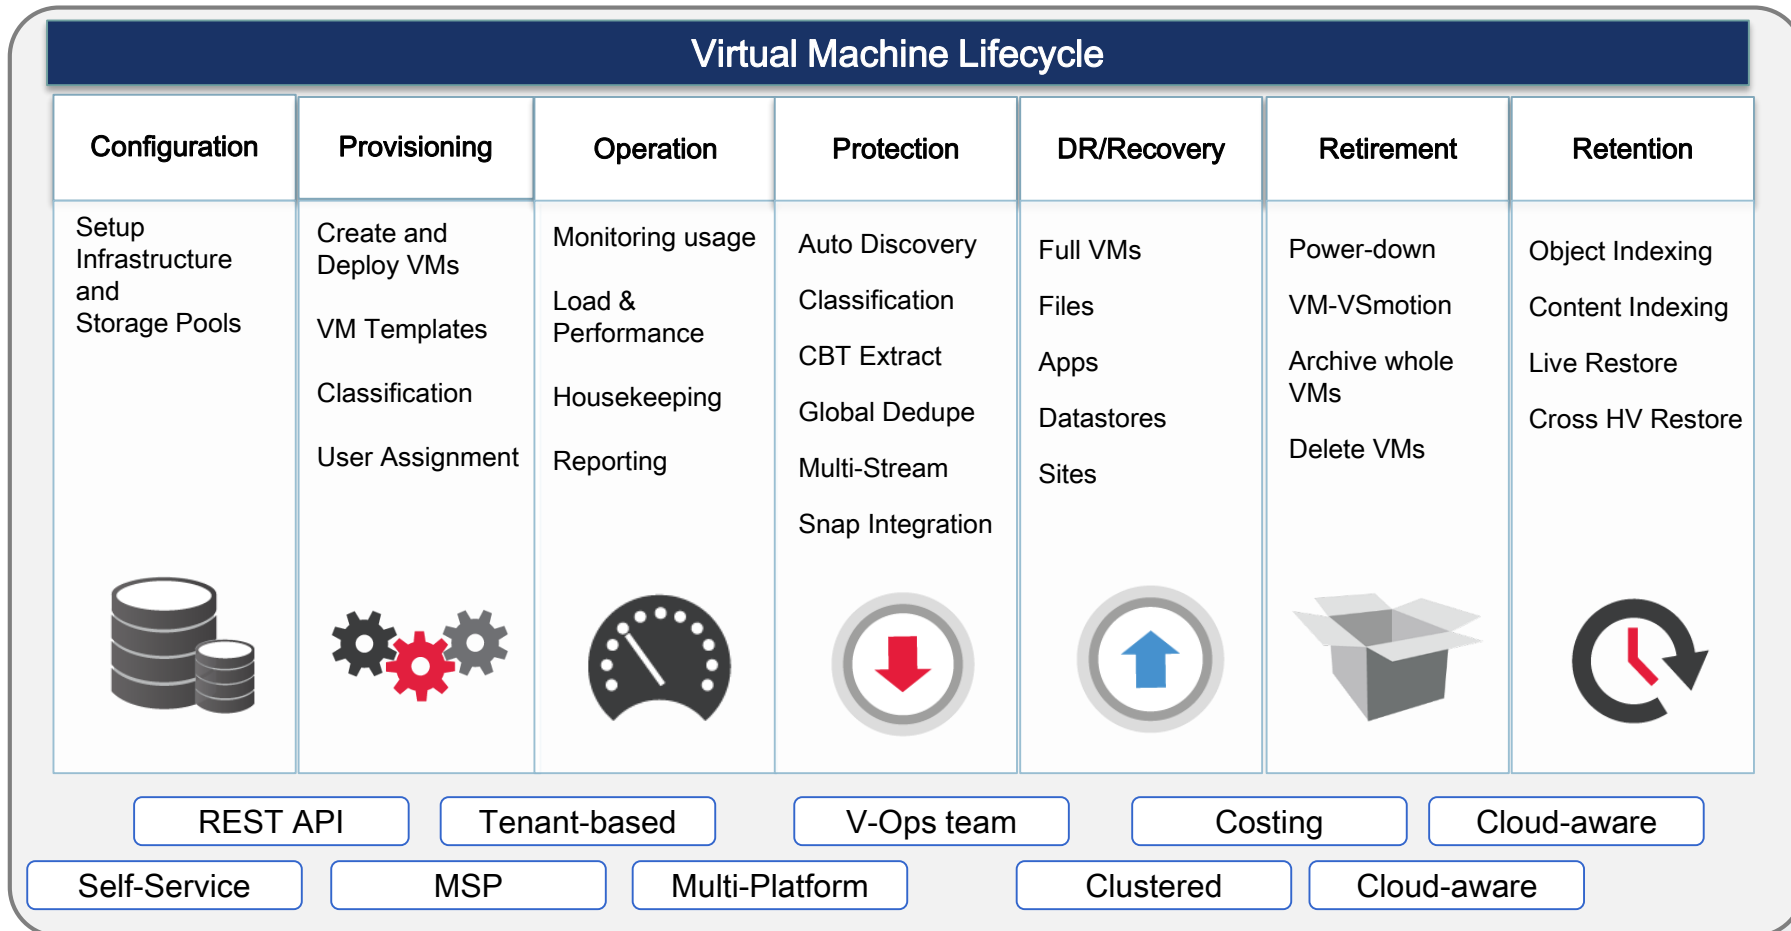 Virtual Machine Lifecycle
Configuration
Setup
Infrastructure
and
Storage Pools
Provisioning
Create and
Deploy VMs
VM Templates
Classification
User Assignment
Operation
Monitoring usage
Load &
Performance
Housekeeping
Reporting
Protection
Auto Discovery
Classification
CBT Extract
Global Dedupe
Multi-Stream
Snap Integration
DR/Recovery
Full VMs
Files
Apps
Datastores
Sites
Retirement
Power-down
VM-VSmotion
Archive whole
VMs
Delete VMs
Retention
Object Indexing
Content Indexing
Live Restore
Cross HV Restore
REST API
Tenant-based
V-Ops team
Costing
Cloud-aware
Self-Service
MSP
Multi-Platform
Clustered
Cloud-aware